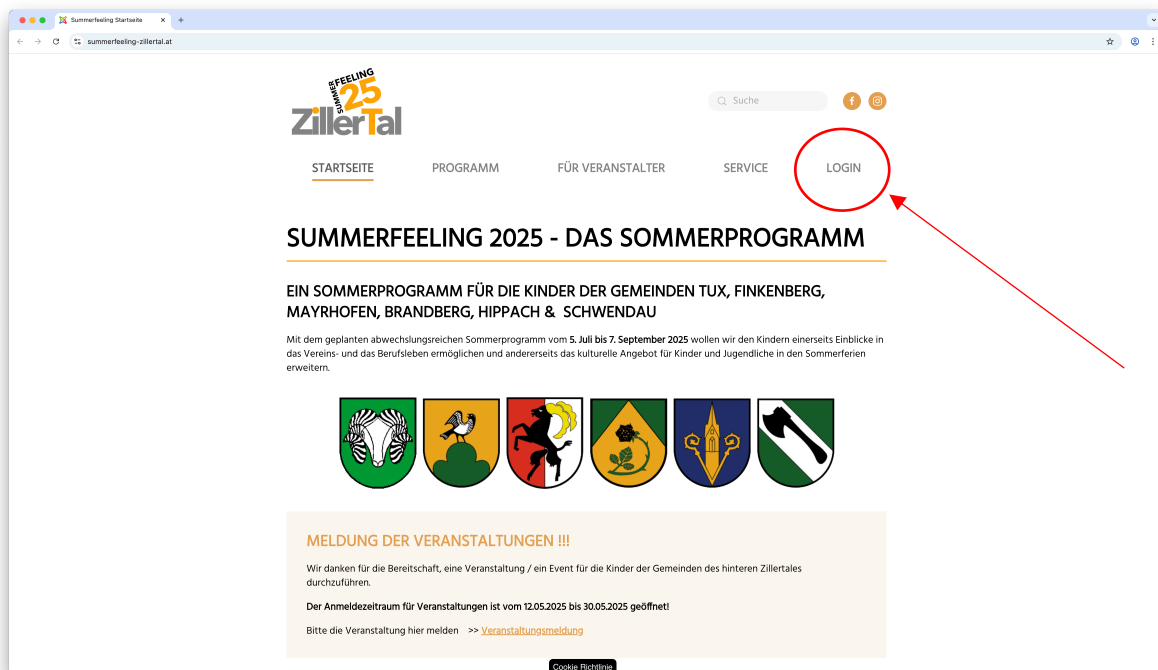 Summerfeeling Startseite
summerfeeling-zillertal.at
SUMMER FEELING
25
ZillerTal
Suche
STARTSEITE PROGRAMM FÜR VERANSTALTER SERVICE LOGIN
SUMMERFEELING 2025 - DAS SOMMERPROGRAMM
EIN SOMMERPROGRAMM FÜR DIE KINDER DER GEMEINDEN TUX, FINKENBERG,
MAYRHOFEN, BRANDBERG, HIPPACH & SCHWENDAU
Mit dem geplanten abwechslungsreichen Sommerprogramm vom 5. Juli bis 7. September 2025 wollen wir den Kindern einerseits Einblicke in
das Vereins- und das Berufsleben ermöglichen und andererseits das kulturelle Angebot für Kinder und Jugendliche in den Sommerferien
erweitern.
MELDUNG DER VERANSTALTUNGEN !!!
Wir danken für die Bereitschaft, eine Veranstaltung / ein Event für die Kinder der Gemeinden des hinteren Zillertales
durchzuführen.
Der Anmeldezeitraum für Veranstaltungen ist vom 12.05.2025 bis 30.05.2025 geöffnet!
Bitte die Veranstaltung hier melden >> Veranstaltungsmeldung
Cookie Richtlinie